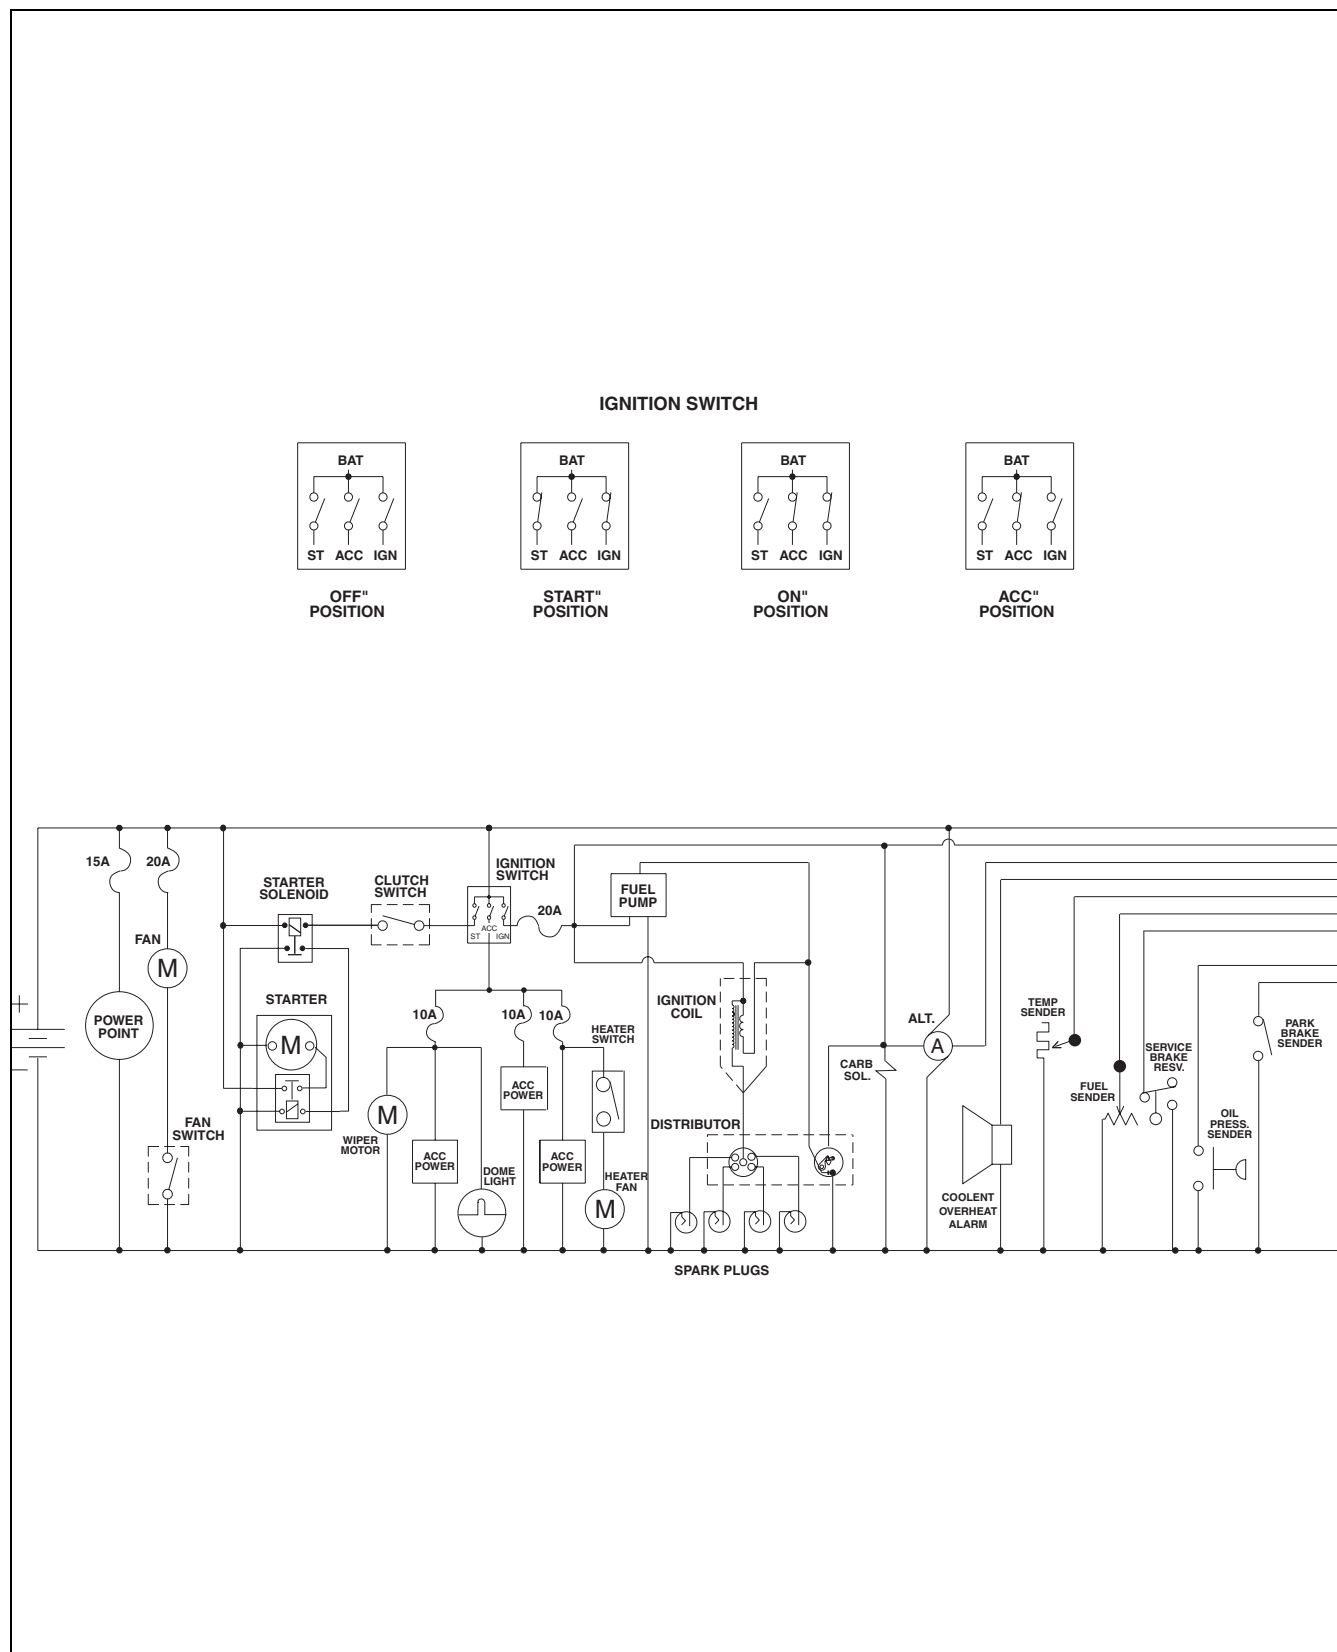 IGNITION SWITCH
BAT
ST ACC IGN
OFF"
POSITION
BAT
ST ACC IGN
START"
POSITION
BAT
ST ACC IGN
ON"
POSITION
BAT
ST ACC IGN
ACC"
POSITION
15A
20A
STARTER
SOLENOID
CLUTCH
SWITCH
IGNITION
SWITCH
ACC
ST IGN
20A
FUEL
PUMP
FAN
M
+
−
POWER
POINT
STARTER
M
10A
10A
10A
HEATER
SWITCH
IGNITION
COIL
ALT.
A
TEMP
SENDER
PARK
BRAKE
SENDER
CARB
SOL.
SERVICE
BRAKE
RESV.
FUEL
SENDER
ACC
POWER
M
WIPER
MOTOR
FAN
SWITCH
ACC
POWER
DOME
LIGHT
ACC
POWER
HEATER
FAN
M
DISTRIBUTOR
OIL
PRESS.
SENDER
COOLENT
OVERHEAT
ALARM
SPARK PLUGS